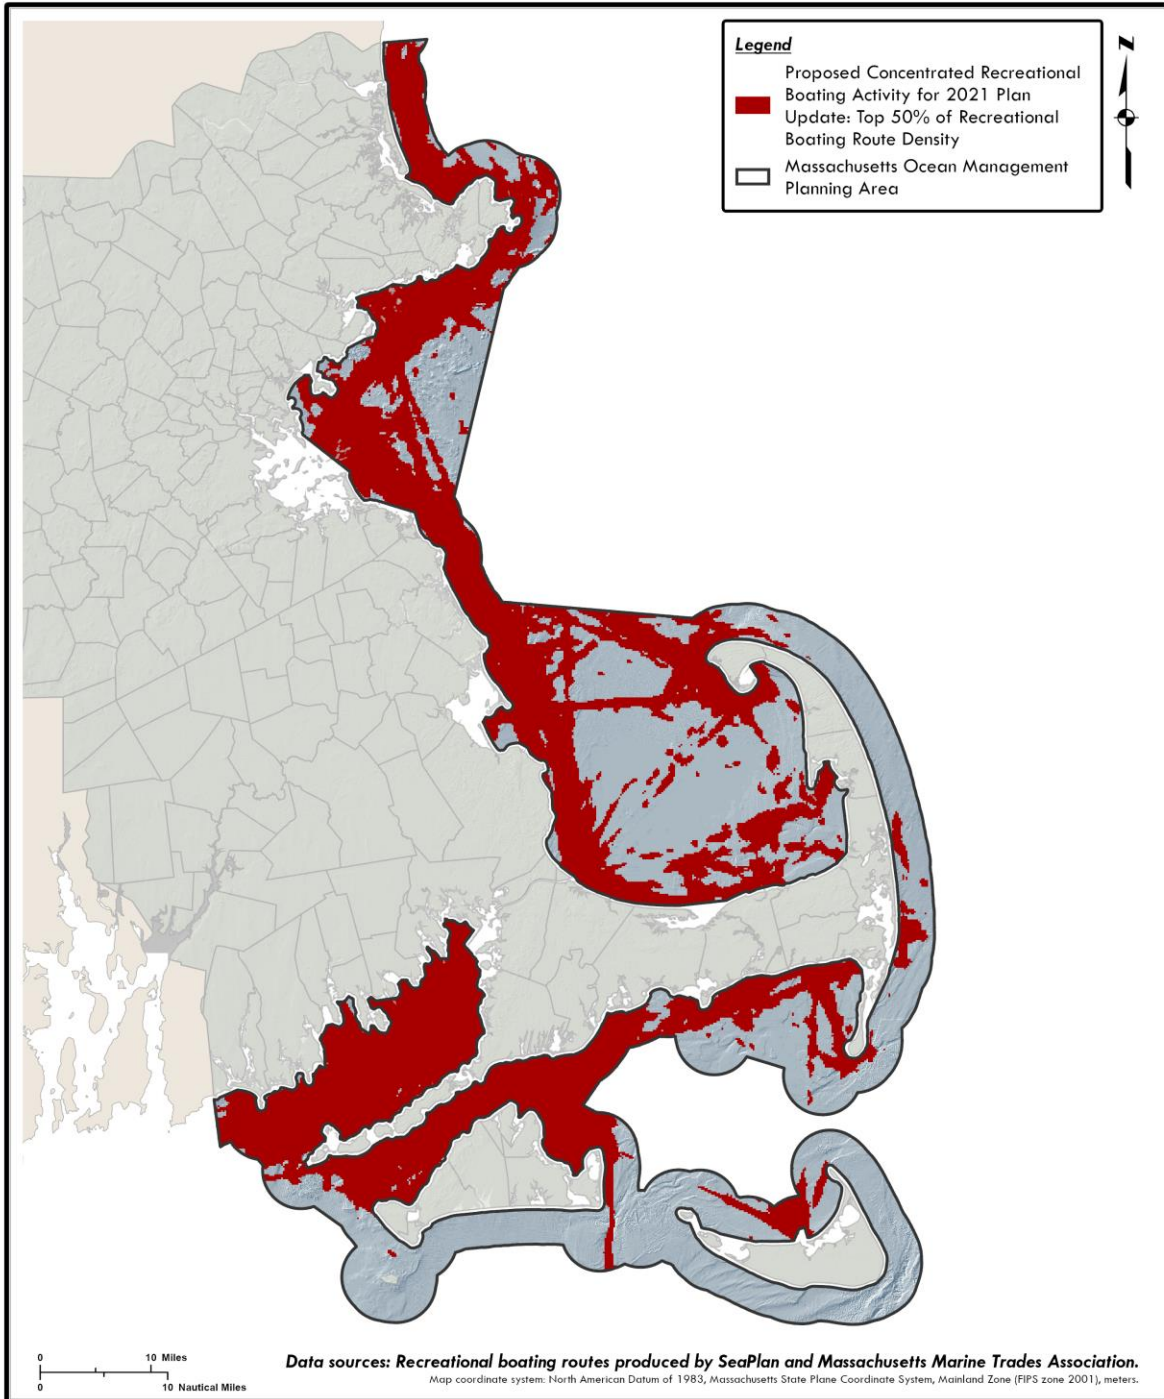 Legend
Proposed Concentrated Recreational
Boating Activity for 2021 Plan
Update: Top 50% of Recreational
Boating Route Density
Massachusetts Ocean Management
Planning Area
N
0 10 Miles
0 10 Nautical Miles
Data sources: Recreational boating routes produced by SeaPlan and Massachusetts Marine Trades Association.
Map coordinate system: North American Datum of 1983, Massachusetts State Plane Coordinate System, Mainland Zone (FIPS zone 2001), meters.